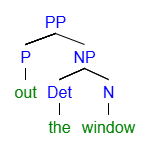 PP
P NP
out Det N
the window